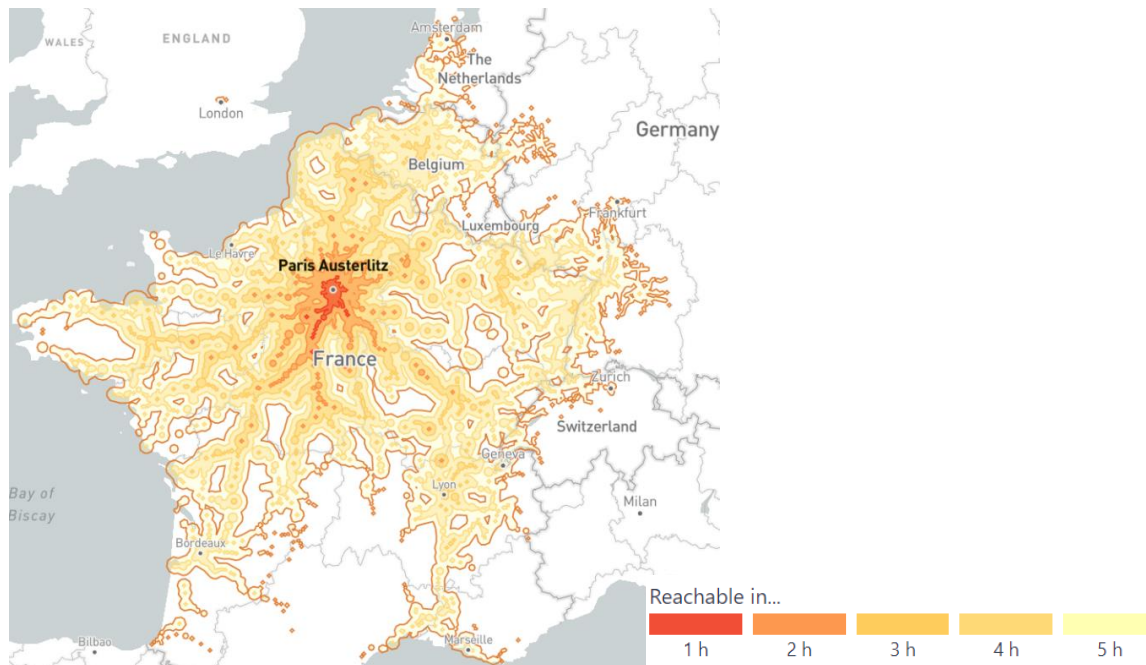 Amsterdam
WALES
ENGLAND
The
Netherlands
London
Germany
Belgium
Frankfurt
Luxembourg
Le Havre
Paris Austerlitz
France
Zürich
Switzerland
Geneva
Lyon
Bay of
Biscay
Milan
Bordeaux
Reachable in...
Bilbao
Marseille
1 h
2 h
3 h
4 h
5 h